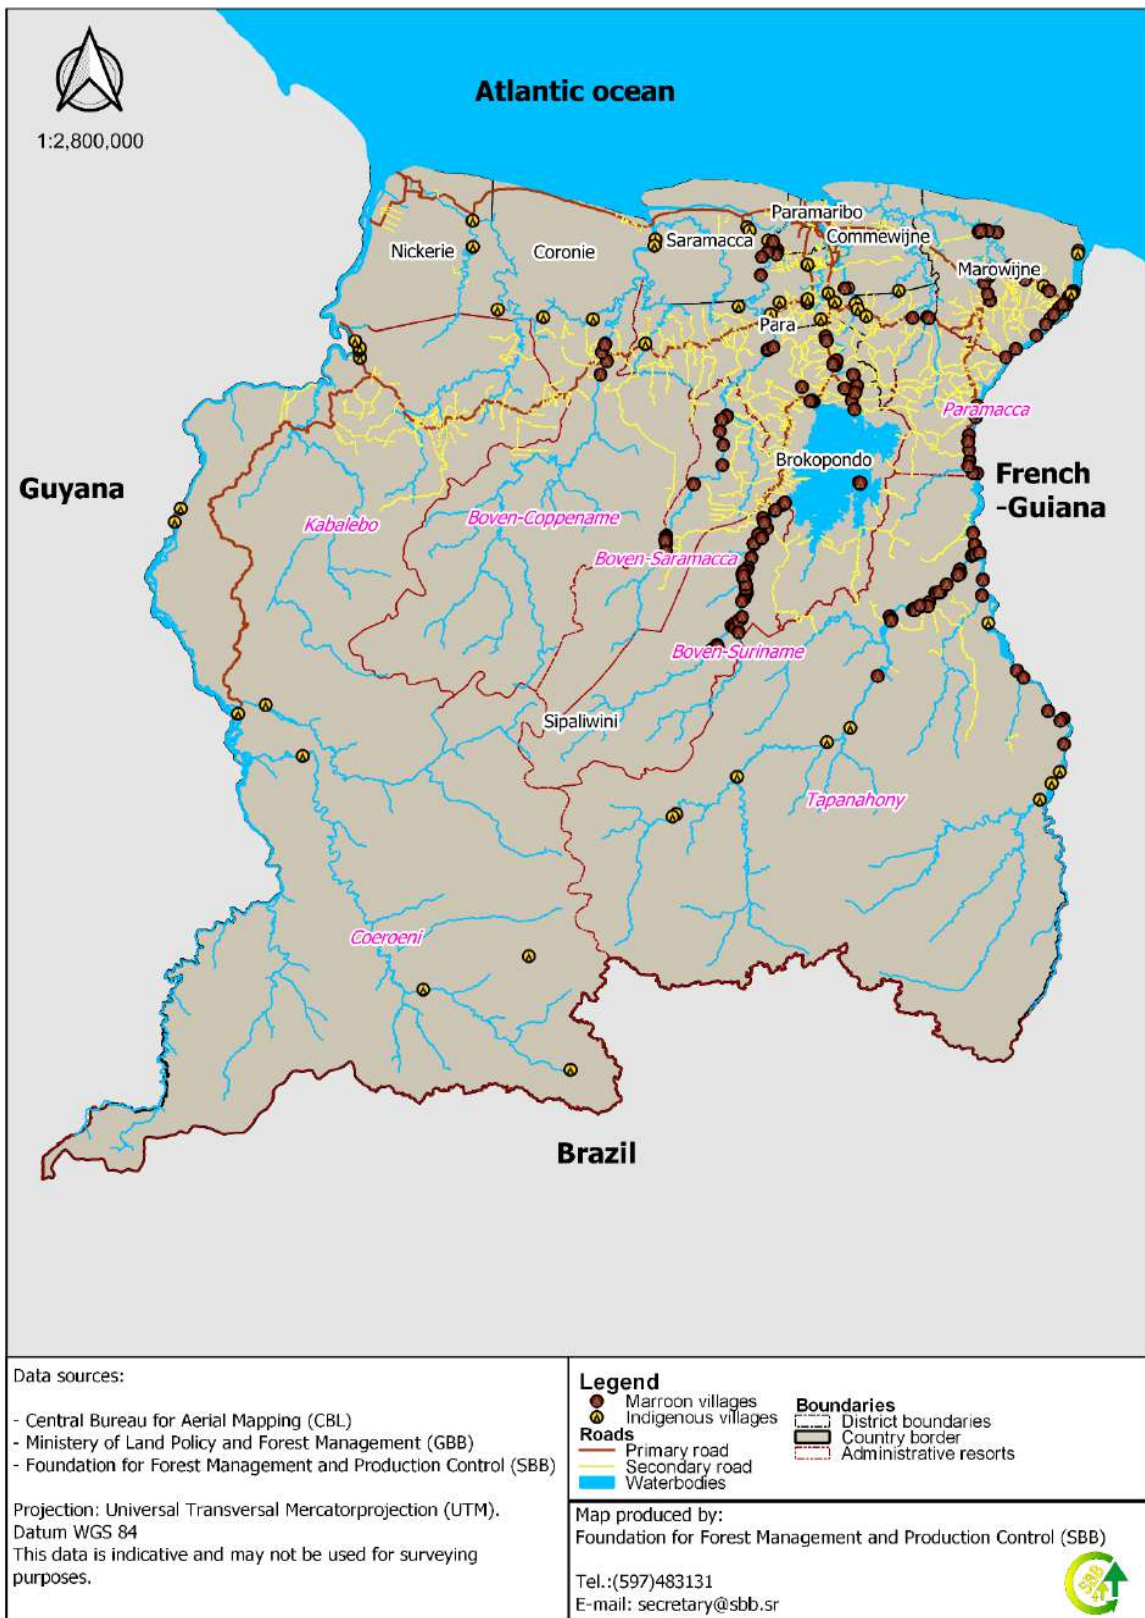 Atlantic ocean
1:2,800,000
Paramaribo
Nickerie
Coronie
Saramacca
Commewijne
Marowijne
Para
Paramacca
Brokopondo
French
-Guiana
Guyana
Kabalebo
Boven-Coppename
Boven-Saramacca
Boven-Suriname
Sipaliwini
Tapanahony
Coeroeni
Brazil
Data sources:
- Central Bureau for Aerial Mapping (CBL)
- Ministry of Land Policy and Forest Management (GBB)
- Foundation for Forest Management and Production Control (SBB)
Projection: Universal Transversal Mercatorprojection (UTM).
Datum WGS 84
This data is indicative and may not be used for surveying
purposes.
Legend
Marroon villages
Indigenous villages
Roads
Primary road
Secondary road
Waterbodies
Boundaries
District boundaries
Country border
Administrative resorts
Map produced by:
Foundation for Forest Management and Production Control (SBB)
Tel.:(597)483131
E-mail: secretary@sbb.sr
SBB